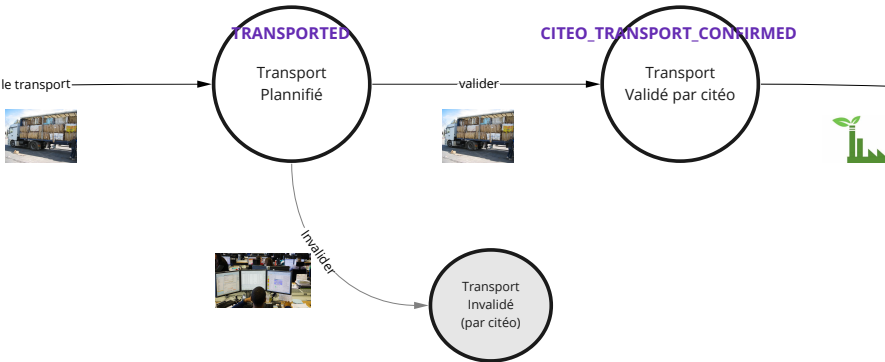 TRANSPORTED
CITEO_TRANSPORT_CONFIRMED
Transport
Plannifié
Transport
Validé par citéo
le transport
valider
Invalider
Transport
Invalidé
(par citéo)